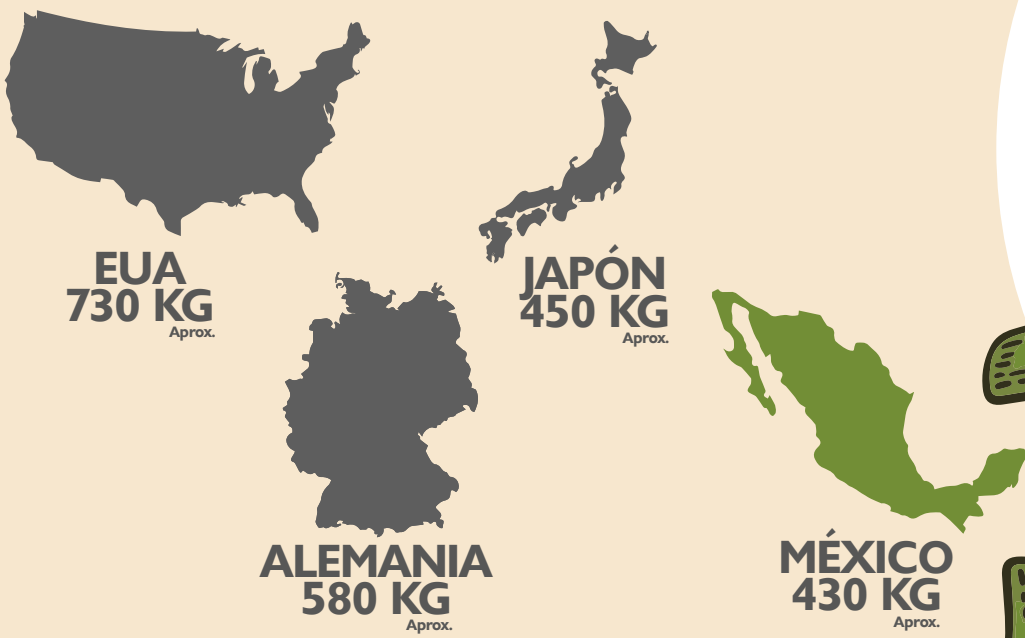 EUA
730 KG
Aprox.
JAPÓN
450 KG
Aprox.
ALEMANIA
580 KG
Aprox.
MÉXICO
430 KG
Aprox.